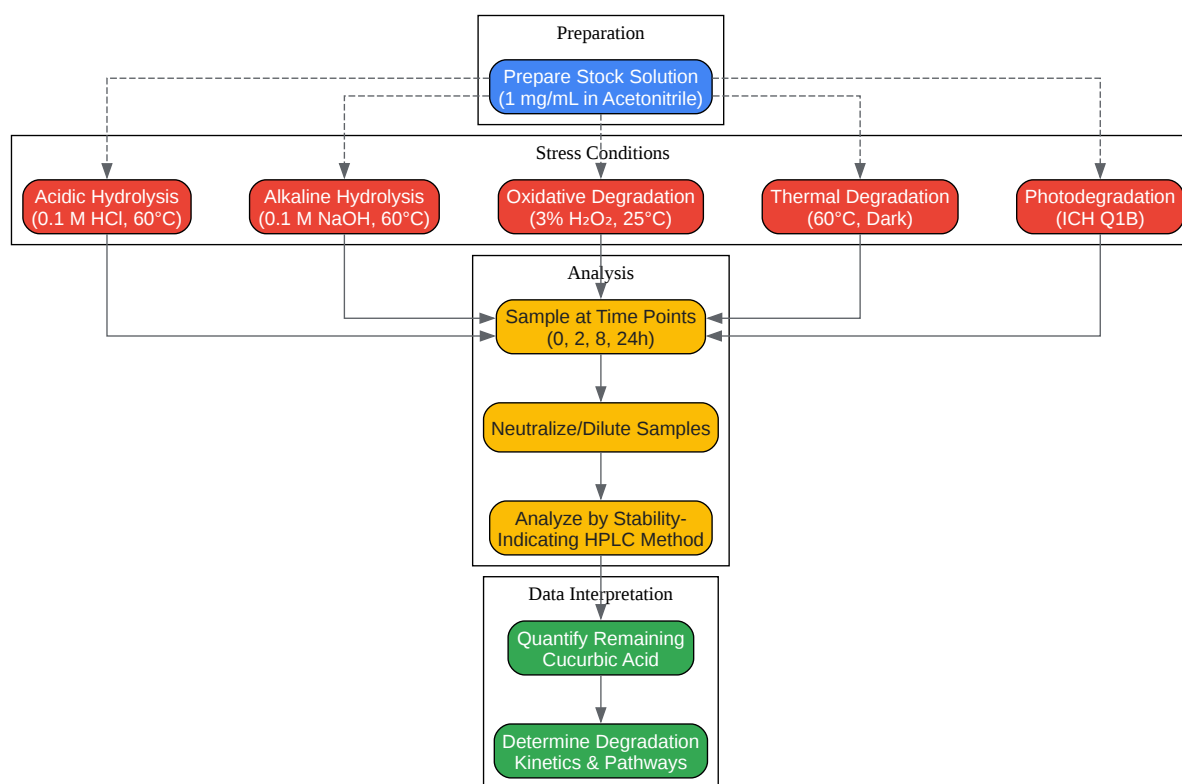 Preparation
Prepare Stock Solution
(1 mg/mL in Acetonitrile)
Stress Conditions
Acidic Hydrolysis
(0.1 M HCl, 60°C)
Alkaline Hydrolysis
(0.1 M NaOH, 60°C)
Oxidative Degradation
(3% H₂O₂, 25°C)
Thermal Degradation
(60°C, Dark)
Photodegradation
(ICH Q1B)
Analysis
Sample at Time Points
(0, 2, 8, 24h)
Neutralize/Dilute Samples
Analyze by Stability-
Indicating HPLC Method
Data Interpretation
Quantify Remaining
Cucurbic Acid
Determine Degradation
Kinetics & Pathways